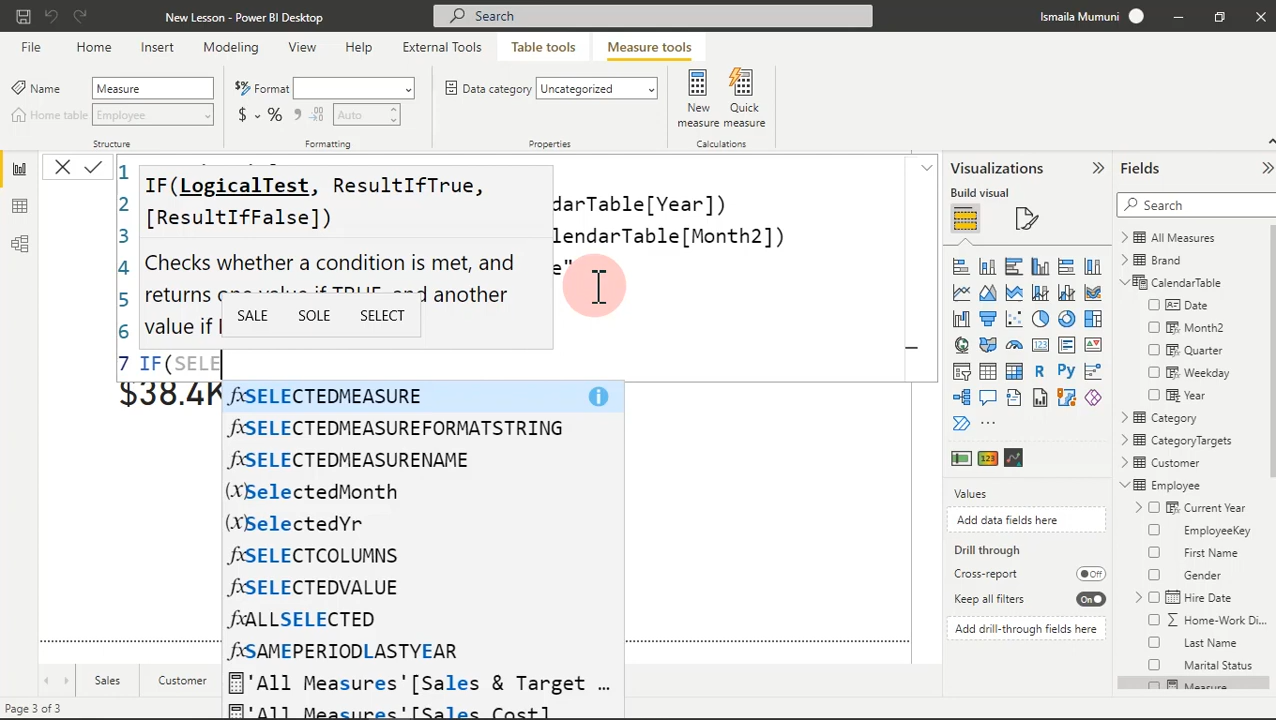 New Lesson - Power BI Desktop
Search
Ismaila Mumuni
File
Home
Insert
Modeling
View
Help
External Tools
Table tools
Measure tools
Name
Measure
Home table
Employee
Structure
Format
$
%
Auto
Formatting
Data category
Uncategorized
Properties
New measure
Quick measure
Calculations
1
2
3
4
5
6
IF(LogicalTest, ResultIfTrue,
[ResultIfFalse])
Checks whether a condition is met, and
returns one value if TRUE, and another
value if
darTable[Year])
lendarTable[Month2])
e"
SALE SOLE SELECT
7 IF(SELE
$38.4K
SELECTEDMEASURE
SELECTEDMEASUREFORMATSTRING
SELECTEDMEASURENAME
SelectedMonth
SelectedYr
SELECTCOLUMNS
SELECTEDVALUE
ALLSELECTED
SAMEPERIODLASTYEAR
'All Measures'[Sales & Target ...
'All Measures'[Sales Cost]
Sales
Customer
Page 3 of 3
Visualizations
Build visual
R
Py
123
Values
Add data fields here
Drill through
Cross-report
Off
Keep all filters
On
Add drill-through fields here
Fields
Search
All Measures
Brand
CalendarTable
Date
Month2
Quarter
Weekday
Year
Category
CategoryTargets
Customer
Employee
Current Year
EmployeeKey
First Name
Gender
Hire Date
Home-Work Di...
Last Name
Marital Status
Measure